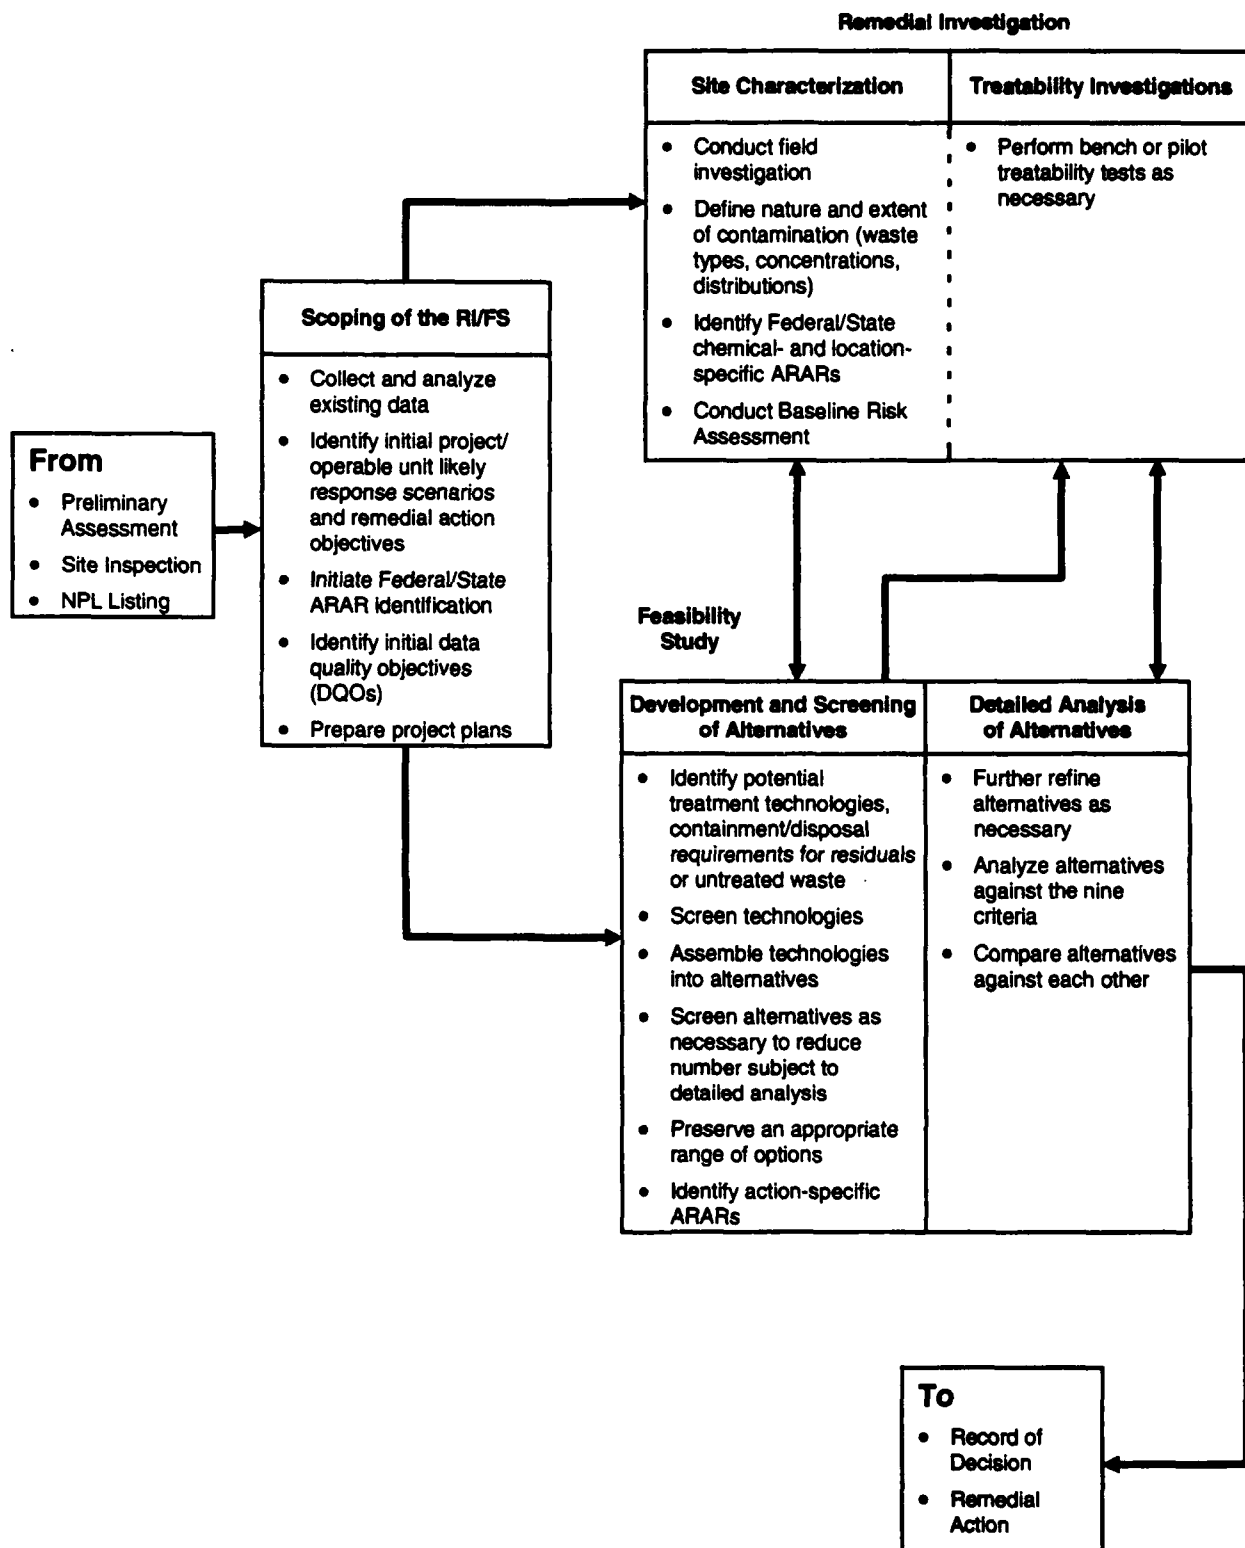 Remedial Investigation
Site Characterization
• Conduct field
investigation
• Define nature and extent
of contamination (waste
types, concentrations,
distributions)
• Identify Federal/State
chemical- and location-
specific ARARs
• Conduct Baseline Risk
Assessment
Treatability Investigations
• Perform bench or pilot
treatability tests as
necessary
Scoping of the RI/FS
• Collect and analyze
existing data
• Identify initial project/
operable unit likely
response scenarios
and remedial action
objectives
• Initiate Federal/State
ARAR identification
• Identify initial data
quality objectives
(DQOs)
• Prepare project plans
From
• Preliminary
Assessment
• Site Inspection
• NPL Listing
Feasibility
Study
Development and Screening
of Alternatives
• Identify potential
treatment technologies,
containment/disposal
requirements for residuals
or untreated waste
• Screen technologies
• Assemble technologies
into alternatives
• Screen alternatives as
necessary to reduce
number subject to
detailed analysis
• Preserve an appropriate
range of options
• Identify action-specific
ARARs
Detailed Analysis
of Alternatives
• Further refine
alternatives as
necessary
• Analyze alternatives
against the nine
criteria
• Compare alternatives
against each other
To
• Record of
Decision
• Remedial
Action